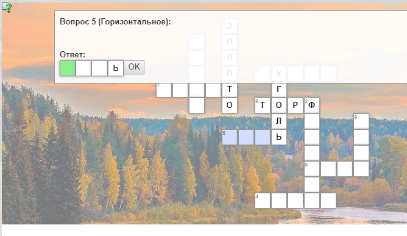 Вопрос 5 (Горизонтальное):
Ответ:
Ь OK
З
О
Л
О
Т О
У
Г
Т О Р Ф
Л
Ь